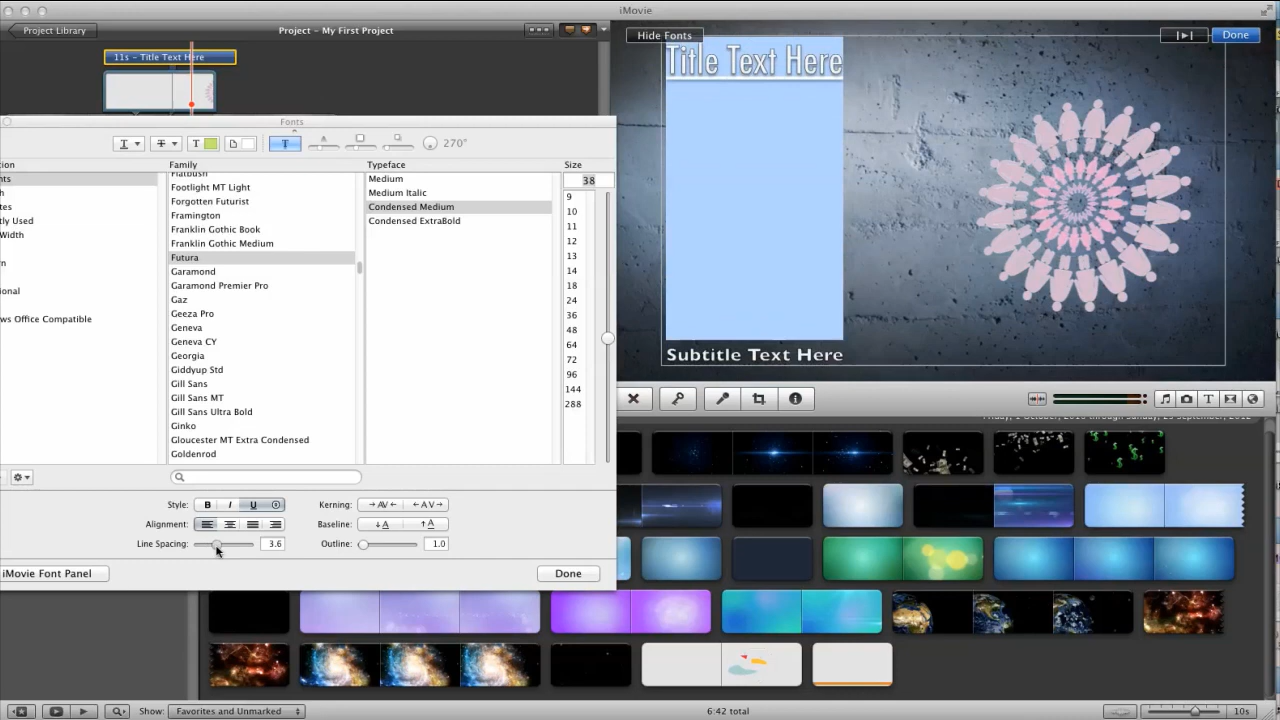 iMovie
Project Library
Project – My First Project
11s – Title Text Here
Hide Fonts
Done
Title Text Here
Subtitle Text Here
Fonts
T
T
T
T
270°
Family
Typeface
Size
Footlight MT Light
Forgotten Futurist
Framington
Franklin Gothic Book
Franklin Gothic Medium
Futura
Garamond
Garamond Premier Pro
Gaz
Geeza Pro
Geneva
Geneva CY
Georgia
Giddyup Std
Gill Sans
Gill Sans MT
Gill Sans Ultra Bold
Ginko
Gloucester MT Extra Condensed
Goldenrod
Medium
Medium Italic
Condensed Medium
Condensed ExtraBold
38
9
10
11
12
13
14
18
24
36
48
64
72
96
144
288
Width
ws Office Compatible
Style:
B I U O
Kerning:
AV
AV
Alignment:
Baseline:
A
A
Line Spacing:
3.6
Outline:
1.0
iMovie Font Panel
Done
Show:
Favorites and Unmarked
6:42 total
10s